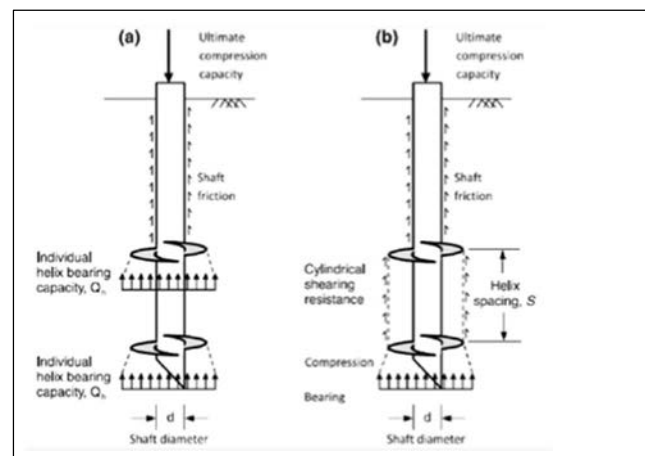 (a)
Ultimate
compression
capacity
Shaft
friction
Individual
helix bearing
capacity, Qₕ
Individual
helix bearing
capacity, Qₕ
d
Shaft diameter
(b)
Ultimate
compression
capacity
Shaft
friction
Cylindrical
shearing
resistance
Helix
spacing, S
Compression
Bearing
d
Shaft diameter